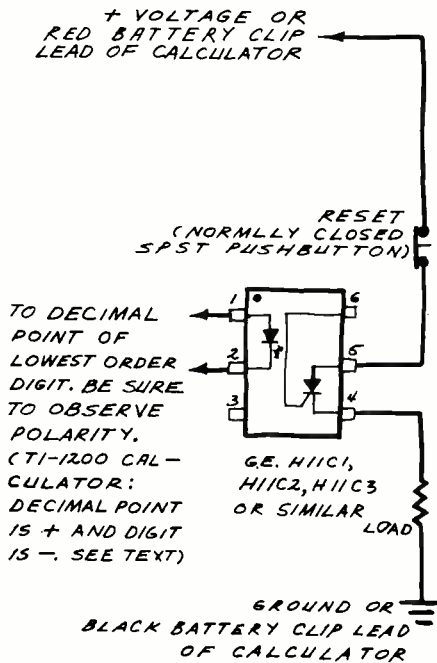 + VOLTAGE OR
RED BATTERY CLIP
LEAD OF CALCULATOR
RESET
(NORMLLY CLOSED
SPST PUSHBUTTON)
1
6
TO DECIMAL
POINT OF
LOWEST ORDER
DIGIT. BE SURE
TO OBSERVE
POLARITY.
(TI-1200 CAL-
CULATOR:
DECIMAL POINT
IS + AND DIGIT
IS -. SEE TEXT)
2
5
3
4
G.E. H11C1,
H11C2, H11C3
OR SIMILAR
LOAD
GROUND OR
BLACK BATTERY CLIP LEAD
OF CALCULATOR